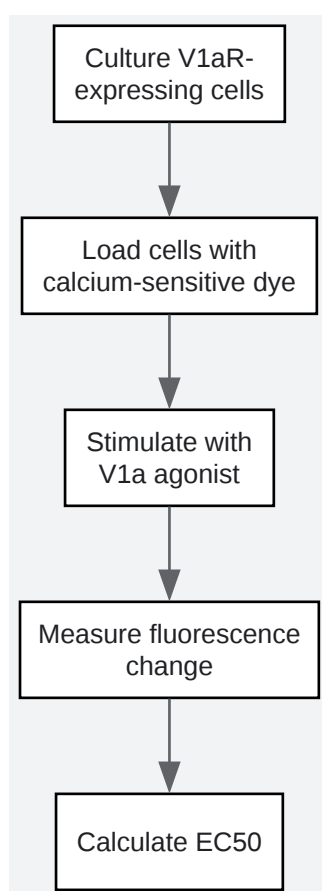 Culture V1aR-
expressing cells
Load cells with
calcium-sensitive dye
Stimulate with
V1a agonist
Measure fluorescence
change
Calculate EC50